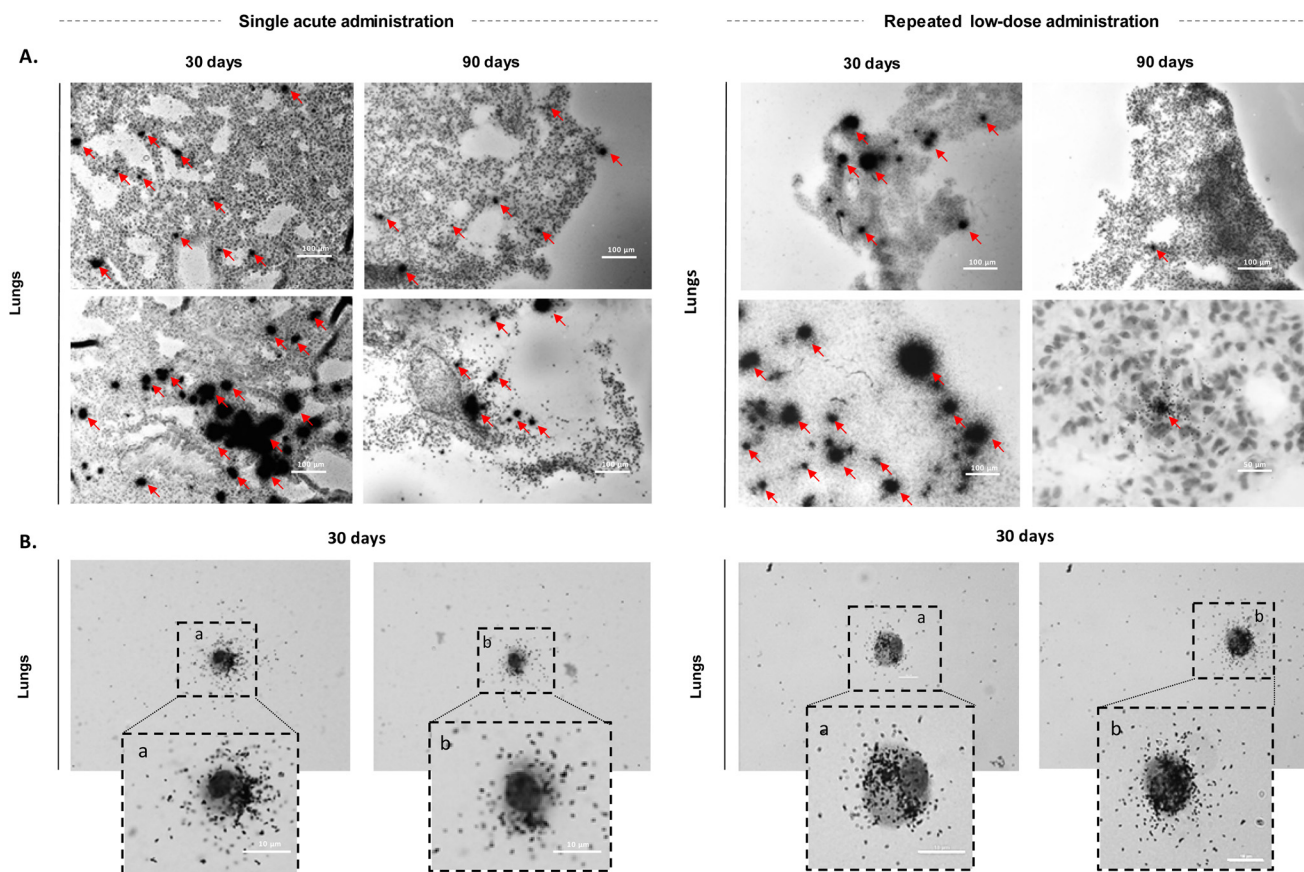 Single acute administration
Repeated low-dose administration
A.
30 days
90 days
30 days
90 days
Lungs
100 µm
100 µm
Lungs
100 µm
100 µm
100 µm
100 µm
100 µm
50 µm
B.
30 days
30 days
Lungs
a
b
Lungs
a
b
a
10 µm
b
10 µm
a
b